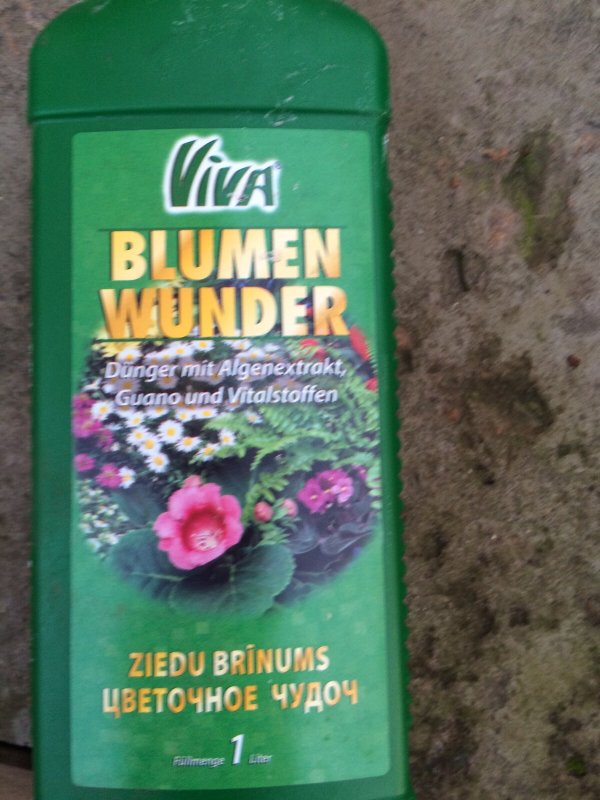 VIVA
BLUMEN
WUNDER
Dünger mit Algenextrakt,
Guano und Vitalstoffen
ZIEDU BRĪNUMS
ЦВЕТОЧНОЕ ЧУДОЧ
Füllmenge 1 Liter